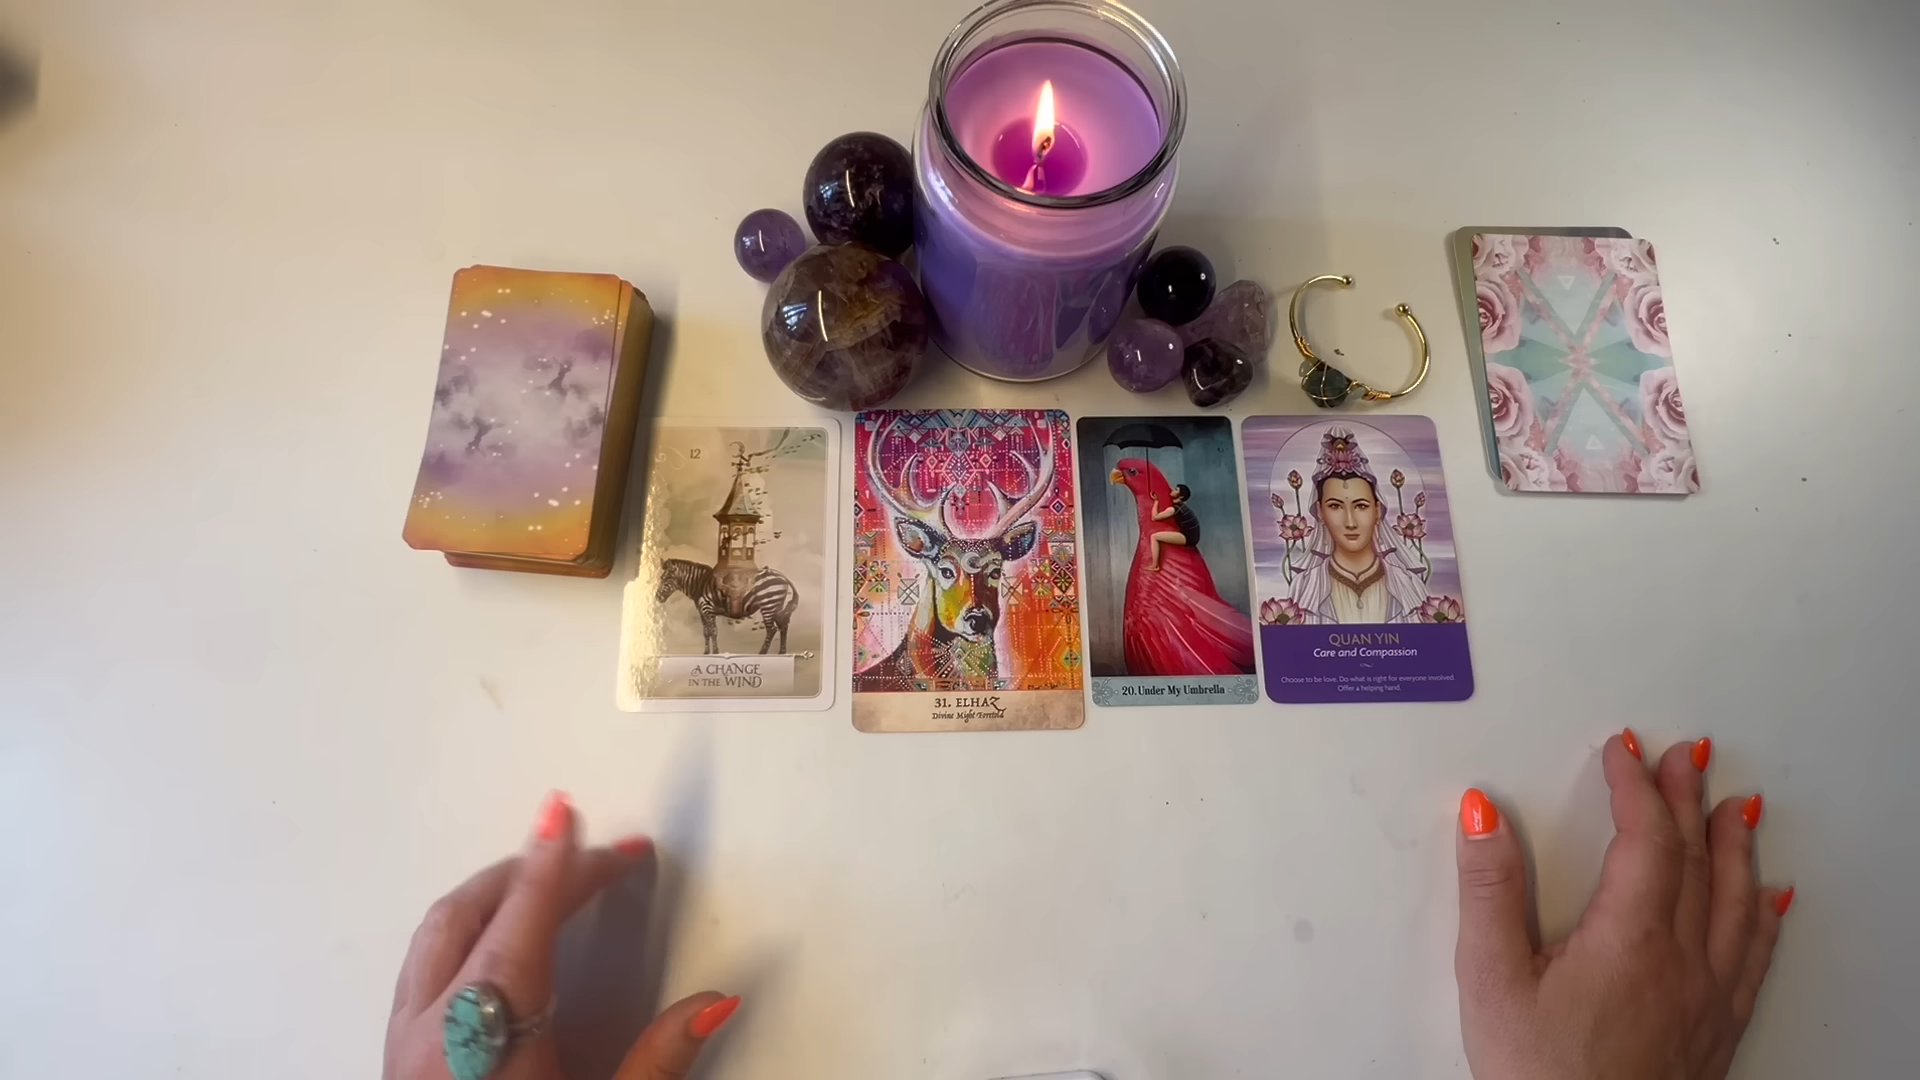 12
A CHANGE
IN THE WIND
31. ELHAZ
Divine Might Foretold
20. Under My Umbrella
QUAN YIN
Care and Compassion
Choose to be love. Do what is right for everyone involved.
Offer a helping hand.